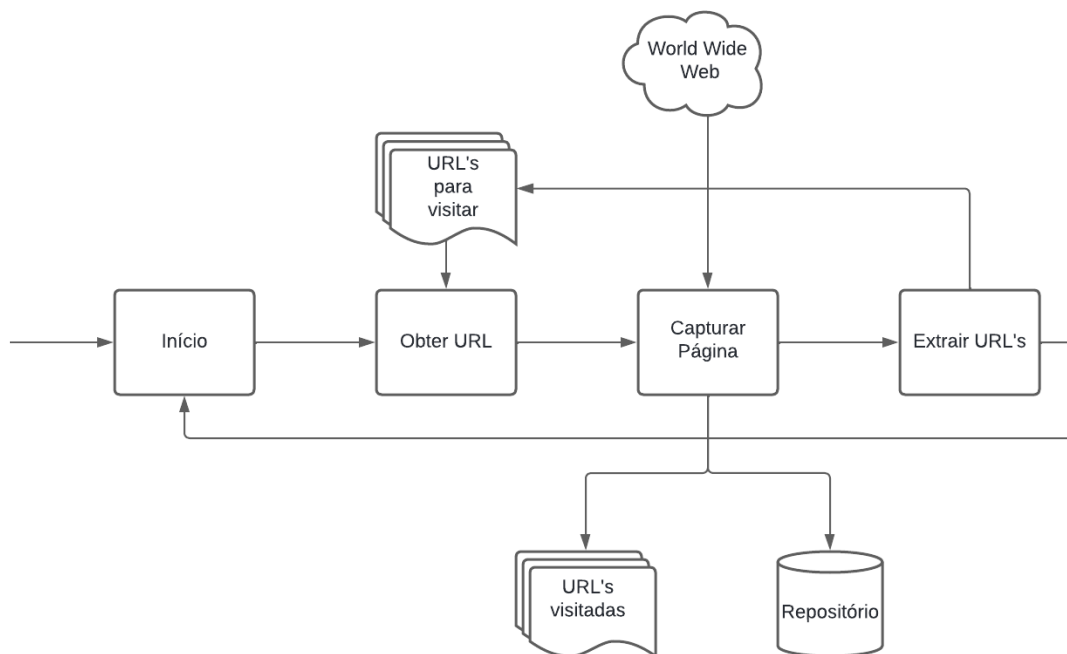 World Wide
Web
URL's
para
visitar
Início
Obter URL
Capturar
Página
Extrair URL's
URL's
visitadas
Repositório